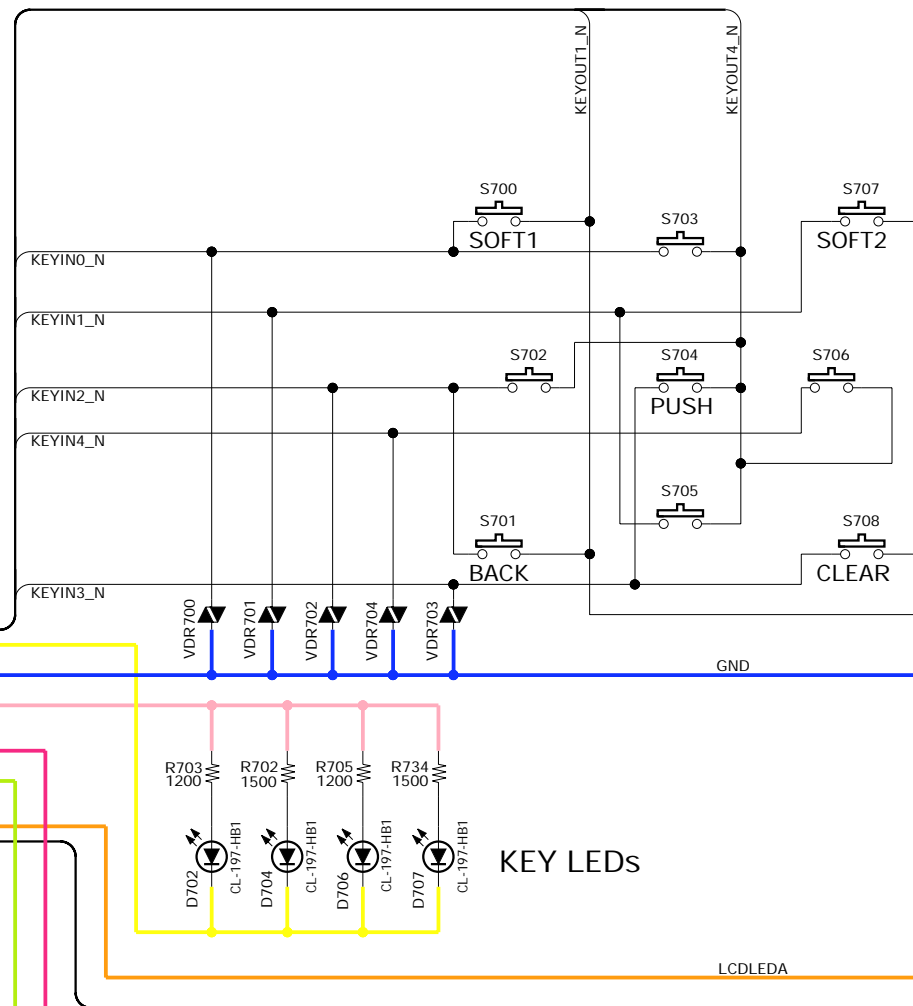 KEYOUT1_N
KEYOUT4_N
S700
SOFT1
S703
S707
SOFT2
KEYIN0_N
KEYIN1_N
S702
S704
PUSH
S706
KEYIN2_N
KEYIN4_N
S705
S701
BACK
S708
CLEAR
KEYIN3_N
VDR700
VDR701
VDR702
VDR704
VDR703
GND
R703
1200
R702
1500
R705
1200
R734
1500
D702
CL-197-HB1
D704
CL-197-HB1
D706
CL-197-HB1
D707
CL-197-HB1
KEY LEDs
LCDLEDA